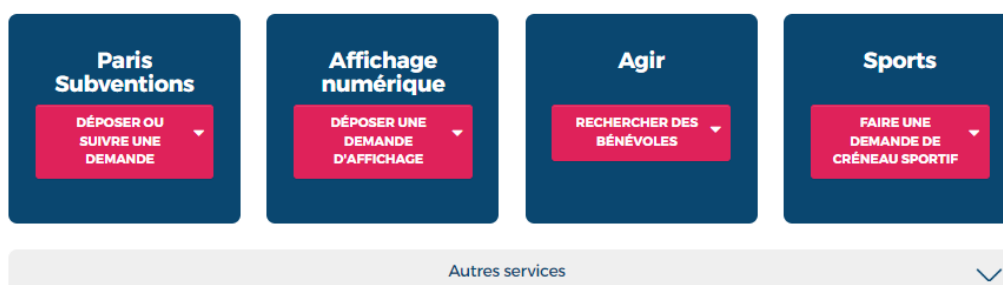 Paris
Subventions
DÉPOSER OU
SUIVRE UNE
DEMANDE
Affichage
numérique
DÉPOSER UNE
DEMANDE
D'AFFICHAGE
Agir
RECHERCHER DES
BÉNÉVOLES
Sports
FAIRE UNE
DEMANDE DE
CRÉNEAU SPORTIF
Autres services